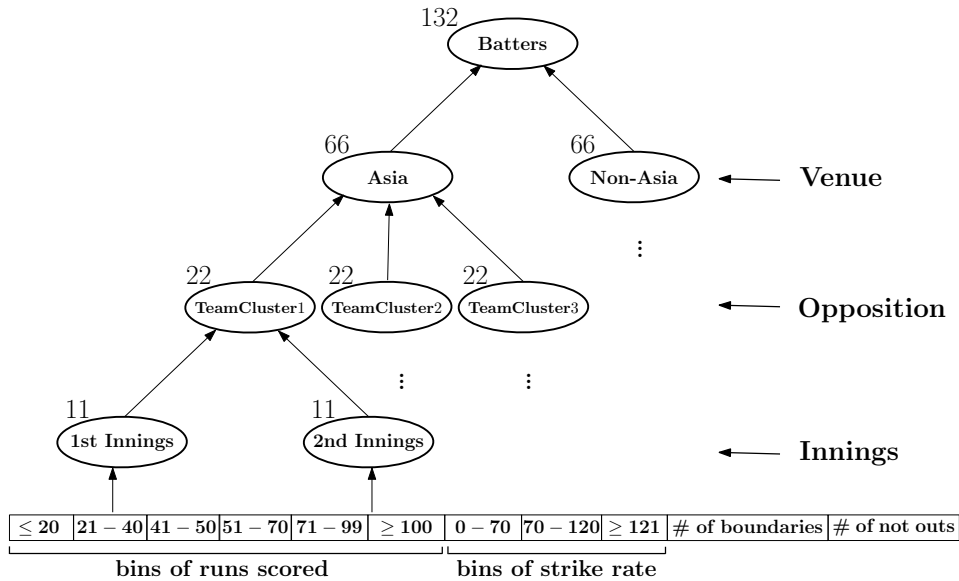 132
Batters
66
66
Asia
Non-Asia
Venue
22
22
22
TeamCluster1
TeamCluster2
TeamCluster3
Opposition
11
11
1st Innings
2nd Innings
Innings
≤ 20 21 − 40 41 − 50 51 − 70 71 − 99 ≥ 100 0 − 70 70 − 120 ≥ 121 # of boundaries # of not outs
bins of runs scored
bins of strike rate